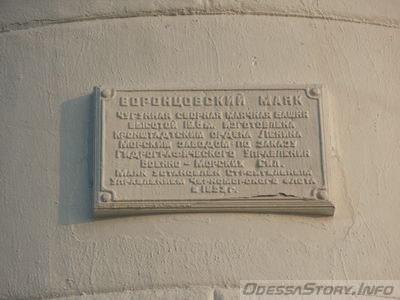 ВОРОНЦОВСКИЙ МАЯК
ЧУГУННАЯ СБОРНАЯ МАЯЧНАЯ БАШНЯ
ВЫСОТОЙ М. ИЗГОТОВЛЕНА
КРОНШТАДТСКИМ ОРДЕНА ЛЕНИНА
МОРСКИМ ЗАВОДОМ ПО ЗАКАЗУ
ГИДРОГРАФИЧЕСКОГО УПРАВЛЕНИЯ
ВОЕННО-МОРСКИХ СИЛ.
МАЯК УСТАНОВЛЕН СТРОИТЕЛЬНЫМ
УПРАВЛЕНИЕМ ЧЕРНОМОРСКОГО ФЛОТА
В Г.
ODESSASTORY.INFO